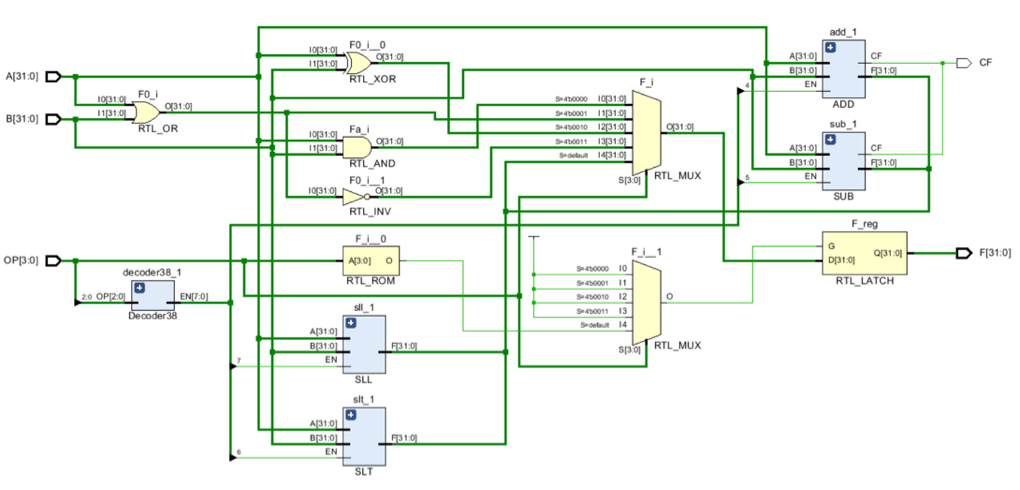 A[31:0]
B[31:0]
F0_i
I0[31:0]
I1[31:0]
O[31:0]
RTL_OR
F0_i__0
I0[31:0]
I1[31:0]
O[31:0]
RTL_XOR
Fa_i
I0[31:0]
I1[31:0]
O[31:0]
RTL_AND
F0_i__1
I0[31:0]
O[31:0]
RTL_INV
F_i
S=4'b0000 I0[31:0]
S=4'b0001 I1[31:0]
S=4'b0010 I2[31:0]
S=4'b0011 I3[31:0]
S=default I4[31:0]
O[31:0]
S[3:0]
RTL_MUX
add_1
A[31:0]
B[31:0]
4
EN
CF
F[31:0]
ADD
CF
sub_1
A[31:0]
B[31:0]
5
EN
CF
F[31:0]
SUB
OP[3:0]
decoder38_1
2:0 OP[2:0]
EN[7:0]
Decoder38
F_i__0
A[3:0] O
RTL_ROM
F_i__1
S=4'b0000 I0
S=4'b0001 I1
S=4'b0010 I2
S=4'b0011 I3
S=default I4
O
S[3:0]
RTL_MUX
F_reg
G
D[31:0]
Q[31:0]
RTL_LATCH
F[31:0]
sll_1
A[31:0]
B[31:0]
7
EN
F[31:0]
SLL
slt_1
A[31:0]
B[31:0]
6
EN
F[31:0]
SLT